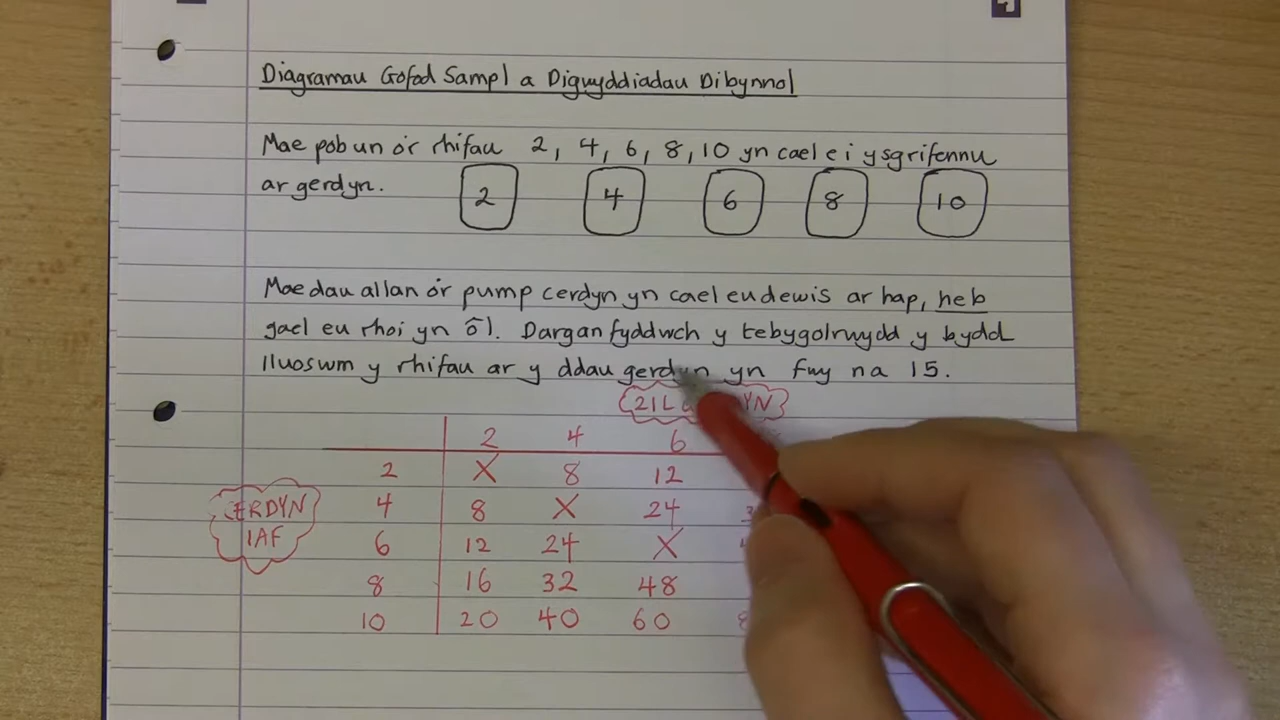 Diagramau Gofod Sampl a Digwyddiadau Dibynnol
Mae pob un o'r rhifau 2, 4, 6, 8, 10 yn cael ei ysgrifennu
ar gerdyn. 2 4 6 8 10
Mae dau allan o'r pump cerdyn yn cael eu dewis ar hap, heb
gael eu rhoi yn ôl. Darganfyddwch y tebygolrwydd y bydd
lluoswm y rhifau ar y ddau gerdyn yn fwy na 15.
2IL
2 4 6
2 X 8 12
CERDYN 4 8 X 24
1AF 6 12 24 X
8 16 32 48
10 20 40 60